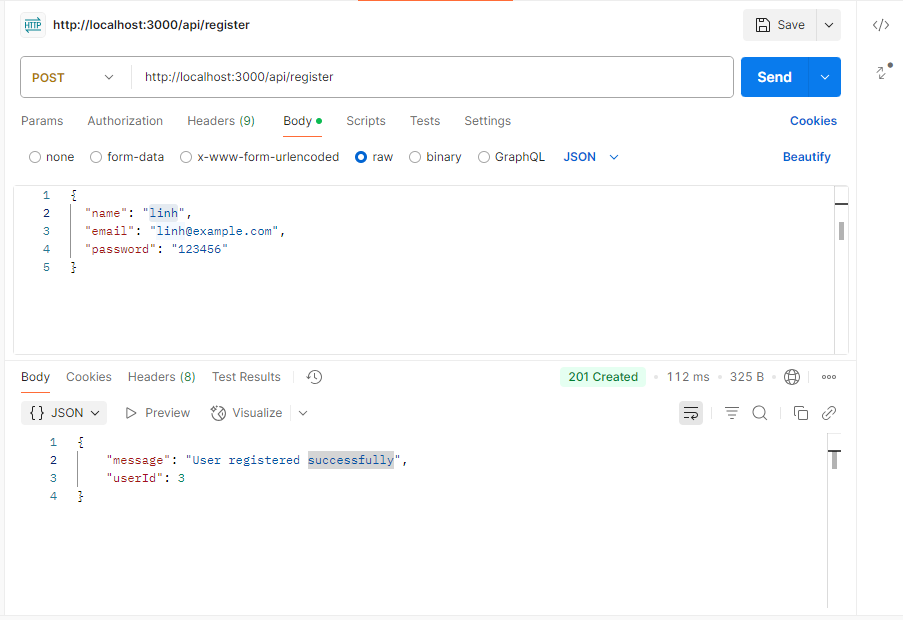 HTTP http://localhost:3000/api/register Save </>
POST http://localhost:3000/api/register Send
Params Authorization Headers (9) Body Scripts Tests Settings Cookies
none form-data x-www-form-urlencoded raw binary GraphQL JSON Beautify
1 {
2 "name": "linh",
3 "email": "linh@example.com",
4 "password": "123456"
5 }
Body Cookies Headers (8) Test Results 201 Created 112 ms 325 B
{} JSON Preview Visualize
1 {
2 "message": "User registered successfully",
3 "userId": 3
4 }